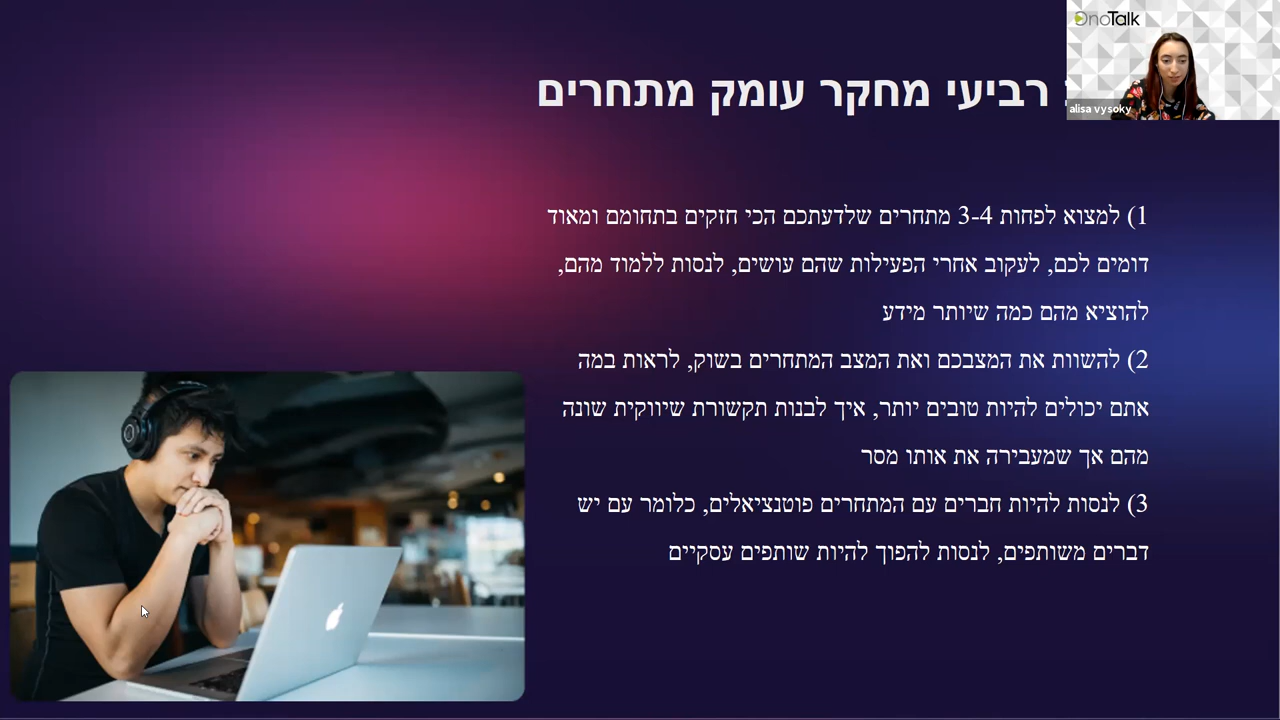 OnoTalk
alisa vysoky
רביעי מחקר עומק מתחרים
1) למצוא לפחות 3-4 מתחרים שלדעתכם הכי חזקים בתחומם ומאוד
דומים לכם, לעקוב אחרי הפעילות שהם עושים, לנסות ללמוד מהם,
להוציא מהם כמה שיותר מידע
2) להשוות את המצבכם ואת המצב המתחרים בשוק, לראות במה
אתם יכולים להיות טובים יותר, איך לבנות תקשורת שיווקית שונה
מהם אך שמעבירה את אותו מסר
3) לנסות להיות חברים עם המתחרים פוטנציאלים, כלומר עם יש
דברים משותפים, לנסות להפוך להיות שותפים עסקיים